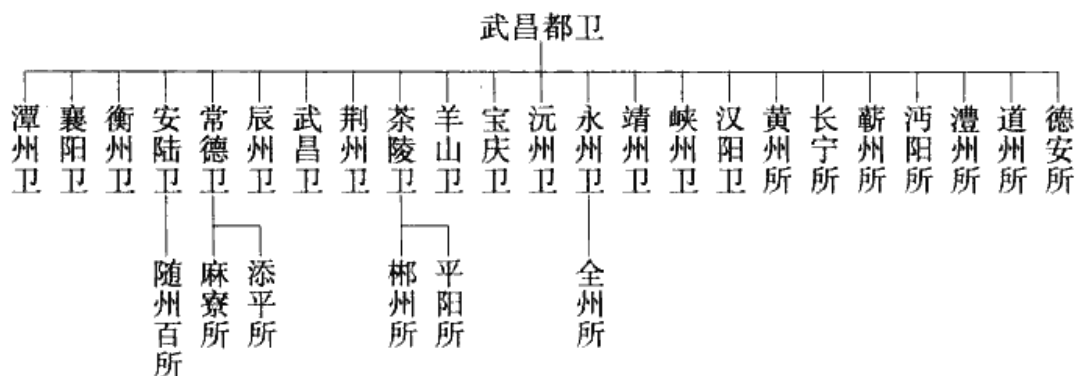 武昌都卫
潭州卫
襄阳卫
衡州卫
安陆卫
常德卫
辰州卫
武昌卫
荆州卫
茶陵卫
羊山卫
宝庆卫
沅州卫
永州卫
靖州卫
峡州卫
汉阳卫
黄州所
长宁所
蕲州所
沔阳所
澧州所
道州所
德安所
随州百所
麻寮所
添平所
郴州所
平阳所
全州所